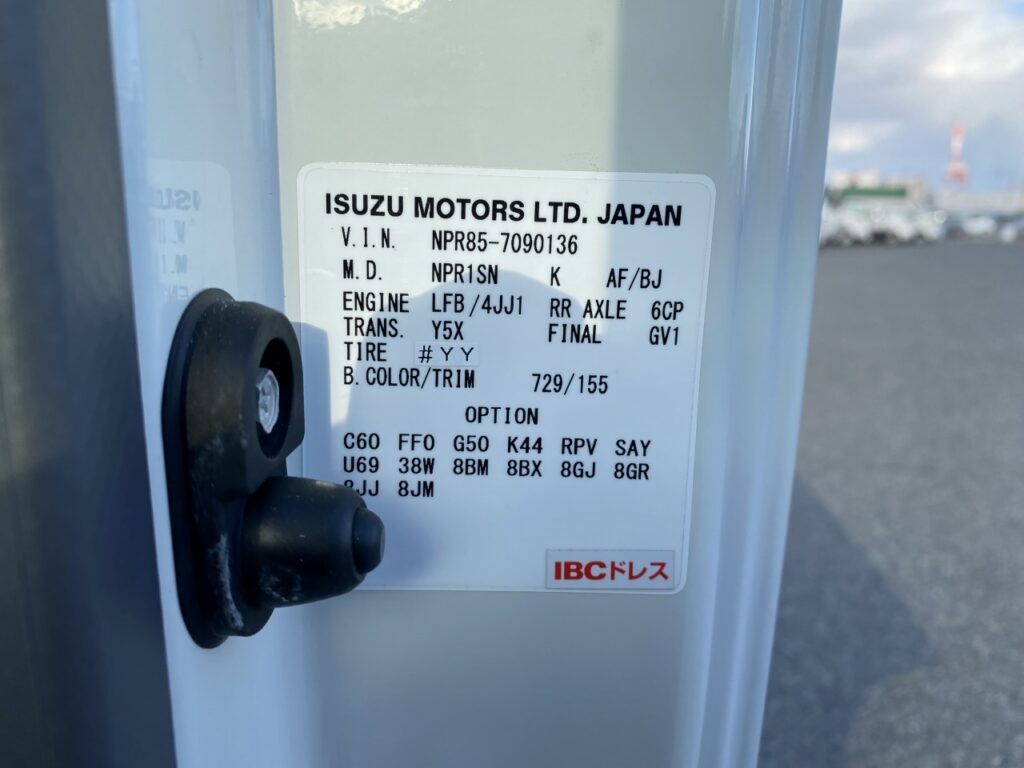 ISUZU MOTORS LTD. JAPAN
V.I.N. NPR85-7090136
M.D. NPR1SN K AF/BJ
ENGINE LFB/4JJ1 RR AXLE 6CP
TRANS. Y5X FINAL GV1
TIRE #YY
B.COLOR/TRIM 729/155
OPTION
C60 FF0 G50 K44 RPV SAY
U69 38W 8BM 8BX 8GJ 8GR
8JJ 8JM
IBCドレス